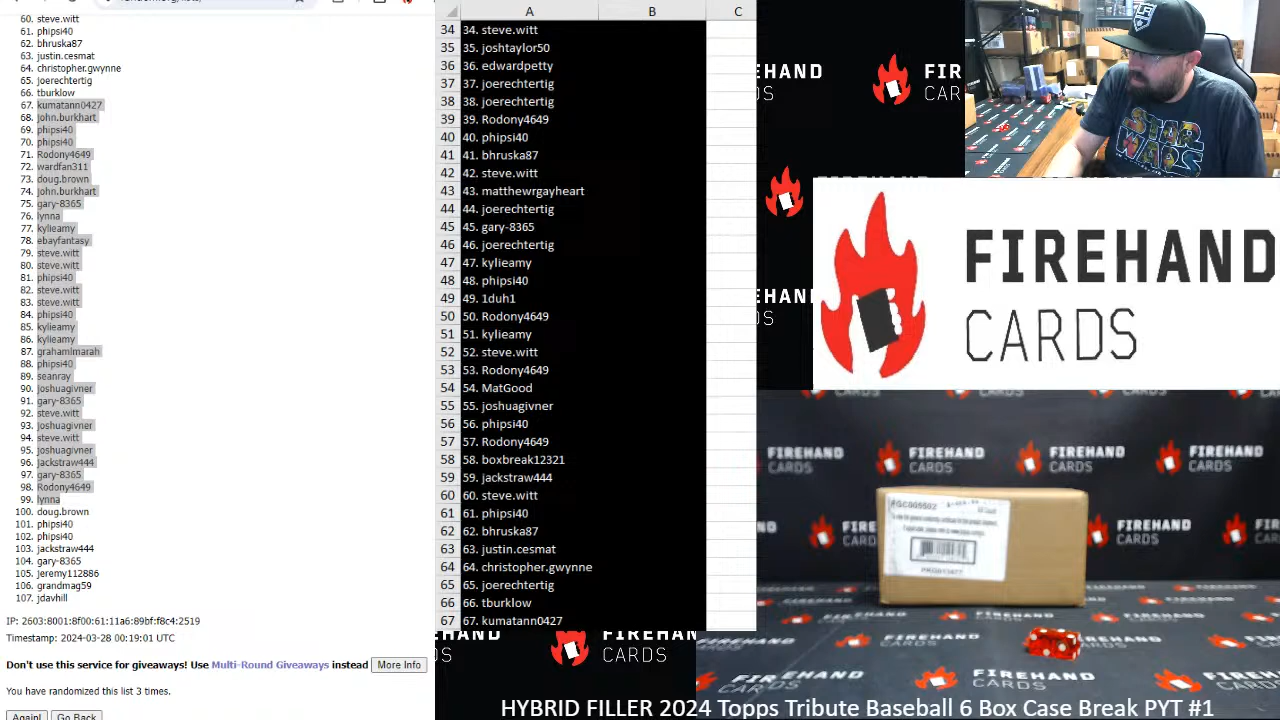 60. steve.witt
61. phipsi40
62. bhruska87
63. justin.cesmat
64. christopher.gwynne
65. joerechtertig
66. tburklow
67. kumatann0427
68. john.burkhart
69. phipsi40
70. phipsi40
71. Rodony4649
72. wardfan311
73. doug.brown
74. john.burkhart
75. gary-8365
76. lynna
77. kylieamy
78. ebayfantasy
79. steve.witt
80. steve.witt
81. phipsi40
82. steve.witt
83. steve.witt
84. phipsi40
85. kylieamy
86. kylieamy
87. grahamlmarah
88. phipsi40
89. seanray
90. joshuagivner
91. gary-8365
92. steve.witt
93. joshuagivner
94. steve.witt
95. joshuagivner
96. jackstraw444
97. gary-8365
98. Rodony4649
99. lynna
100. doug.brown
101. phipsi40
102. phipsi40
103. jackstraw444
104. gary-8365
105. jeremy112886
106. grandmag59
107. jdavhill
IP: 2603:8001:8f00:61:11a6:89bf:f8c4:2519
Timestamp: 2024-03-28 00:19:01 UTC
Don't use this service for giveaways! Use Multi-Round Giveaways instead More Info
You have randomized this list 3 times.
Again! Go Back
A B C
34 34. steve.witt
35 35. joshtaylor50
36 36. edwardpetty
37 37. joerechtertig
38 38. joerechtertig
39 39. Rodony4649
40 40. phipsi40
41 41. bhruska87
42 42. steve.witt
43 43. matthewrgayheart
44 44. joerechtertig
45 45. gary-8365
46 46. joerechtertig
47 47. kylieamy
48 48. phipsi40
49 49. 1duh1
50 50. Rodony4649
51 51. kylieamy
52 52. steve.witt
53 53. Rodony4649
54 54. MatGood
55 55. joshuagivner
56 56. phipsi40
57 57. Rodony4649
58 58. boxbreak12321
59 59. jackstraw444
60 60. steve.witt
61 61. phipsi40
62 62. bhruska87
63 63. justin.cesmat
64 64. christopher.gwynne
65 65. joerechtertig
66 66. tburklow
67 67. kumatann0427
FIREHAND
CARDS
STAR
WARS
HYBRID FILLER 2024 Topps Tribute Baseball 6 Box Case Break PYT #1